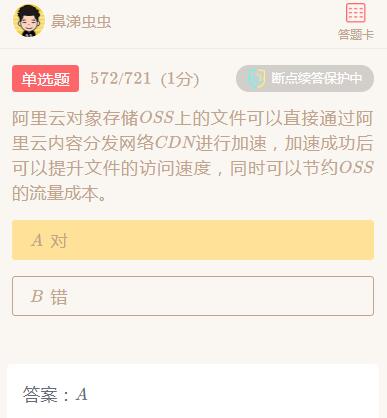 鼻涕虫虫
答题卡
单选题 572/721 (1分) 断点续答保护中
阿里云对象存储OSS上的文件可以直接通过阿
里云内容分发网络CDN进行加速，加速成功后
可以提升文件的访问速度，同时可以节约OSS
的流量成本。
A 对
B 错
答案：A